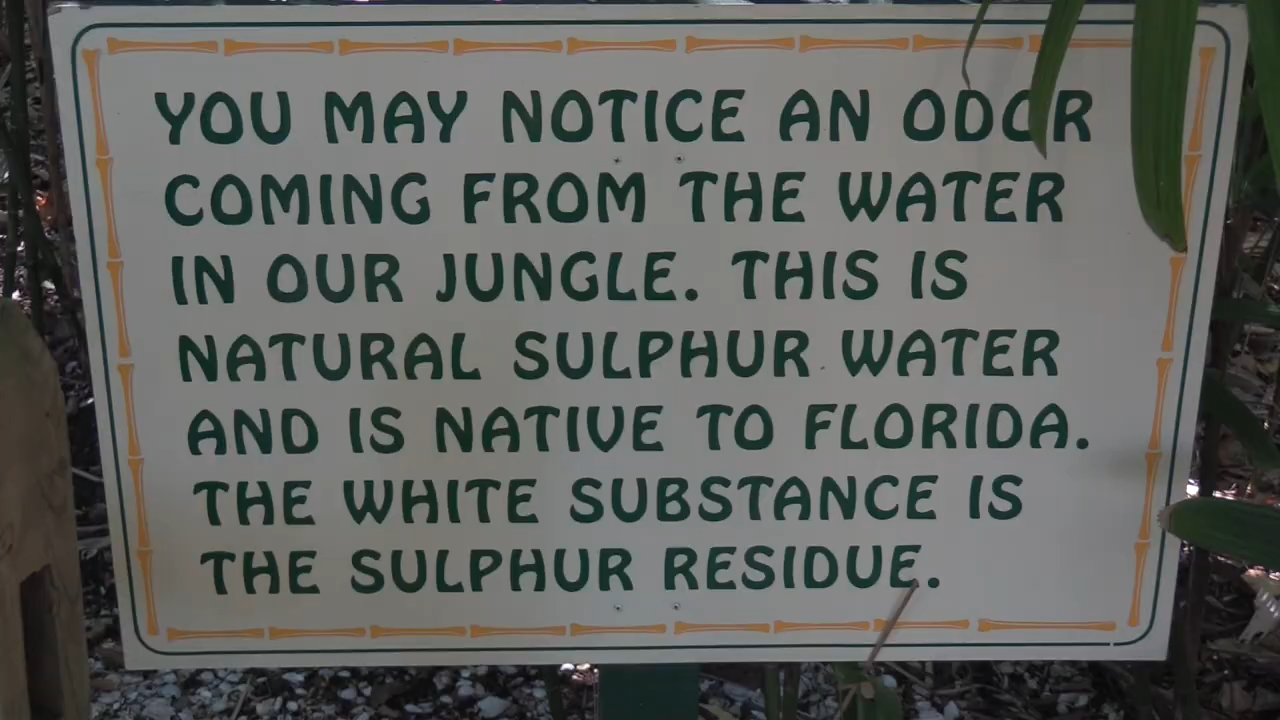 YOU MAY NOTICE AN ODOR
COMING FROM THE WATER
IN OUR JUNGLE. THIS IS
NATURAL SULPHUR WATER
AND IS NATIVE TO FLORIDA.
THE WHITE SUBSTANCE IS
THE SULPHUR RESIDUE.